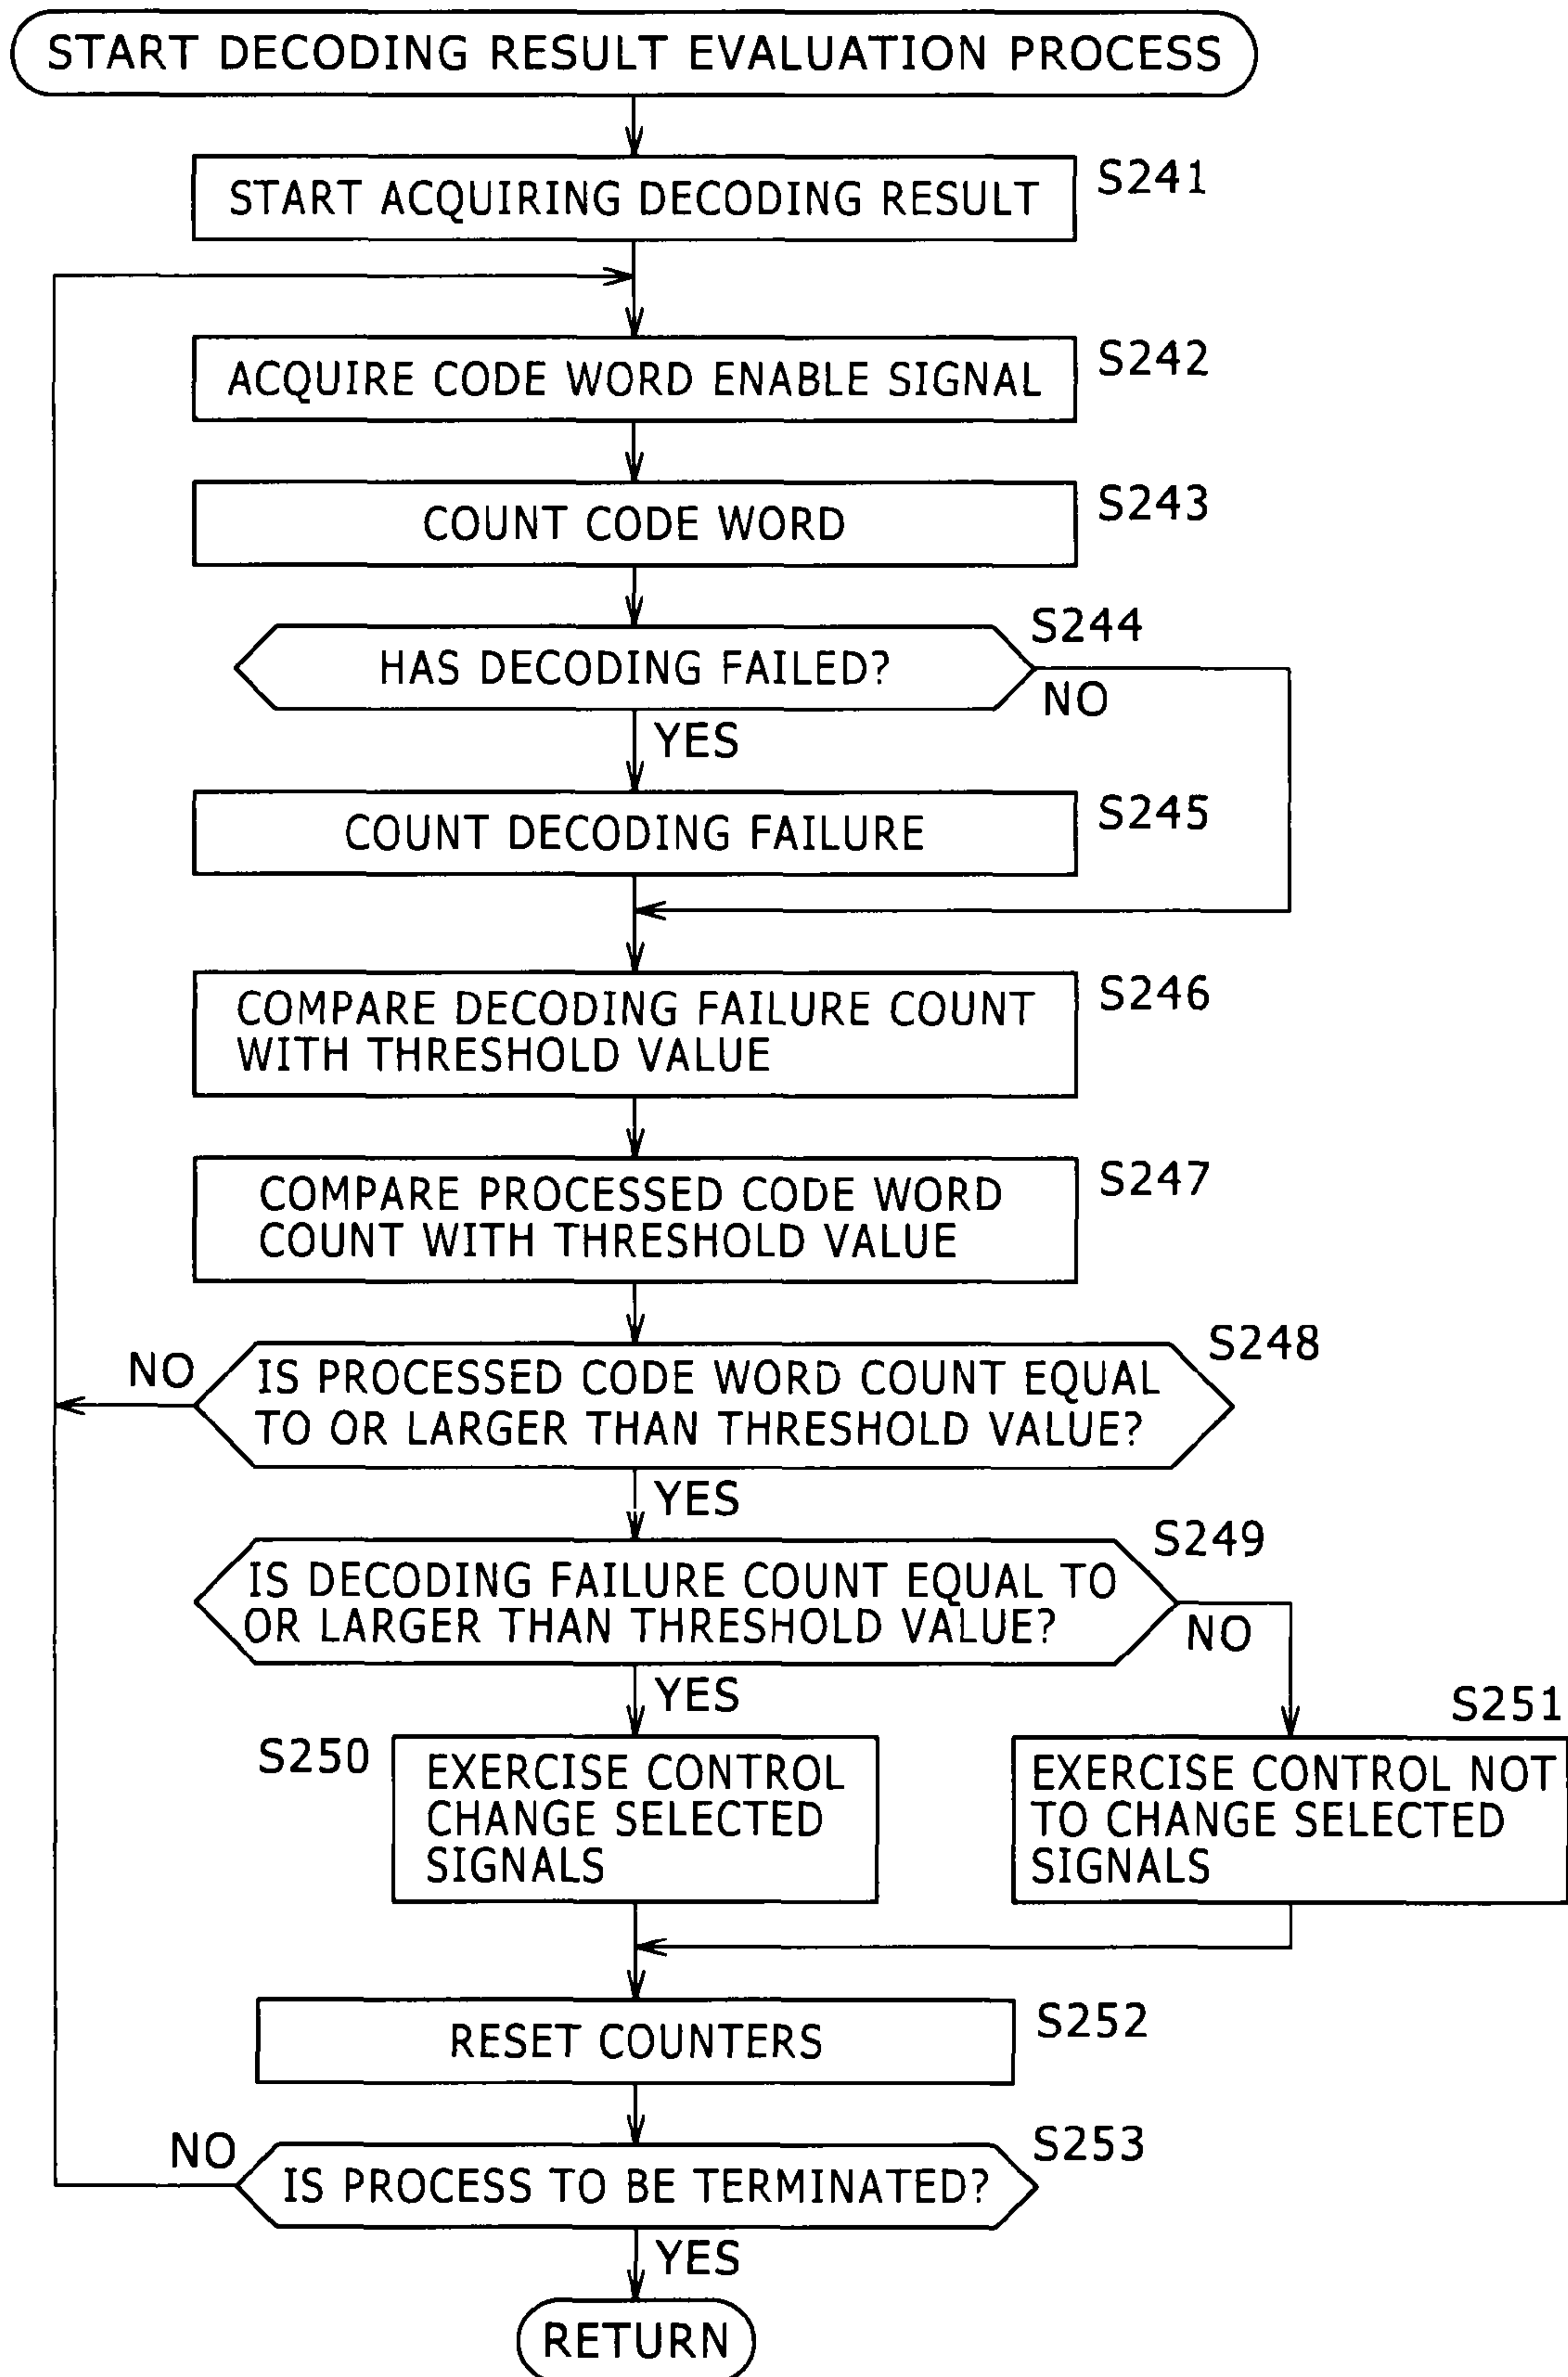 START DECODING RESULT EVALUATION PROCESS
START ACQUIRING DECODING RESULT
S241
ACQUIRE CODE WORD ENABLE SIGNAL
S242
COUNT CODE WORD
S243
HAS DECODING FAILED?
S244
NO
YES
COUNT DECODING FAILURE
S245
COMPARE DECODING FAILURE COUNT
WITH THRESHOLD VALUE
S246
COMPARE PROCESSED CODE WORD
COUNT WITH THRESHOLD VALUE
S247
NO
IS PROCESSED CODE WORD COUNT EQUAL
TO OR LARGER THAN THRESHOLD VALUE?
S248
YES
IS DECODING FAILURE COUNT EQUAL TO
OR LARGER THAN THRESHOLD VALUE?
S249
NO
YES
S250
EXERCISE CONTROL
CHANGE SELECTED
SIGNALS
S251
EXERCISE CONTROL NOT
TO CHANGE SELECTED
SIGNALS
RESET COUNTERS
S252
NO
IS PROCESS TO BE TERMINATED?
S253
YES
RETURN